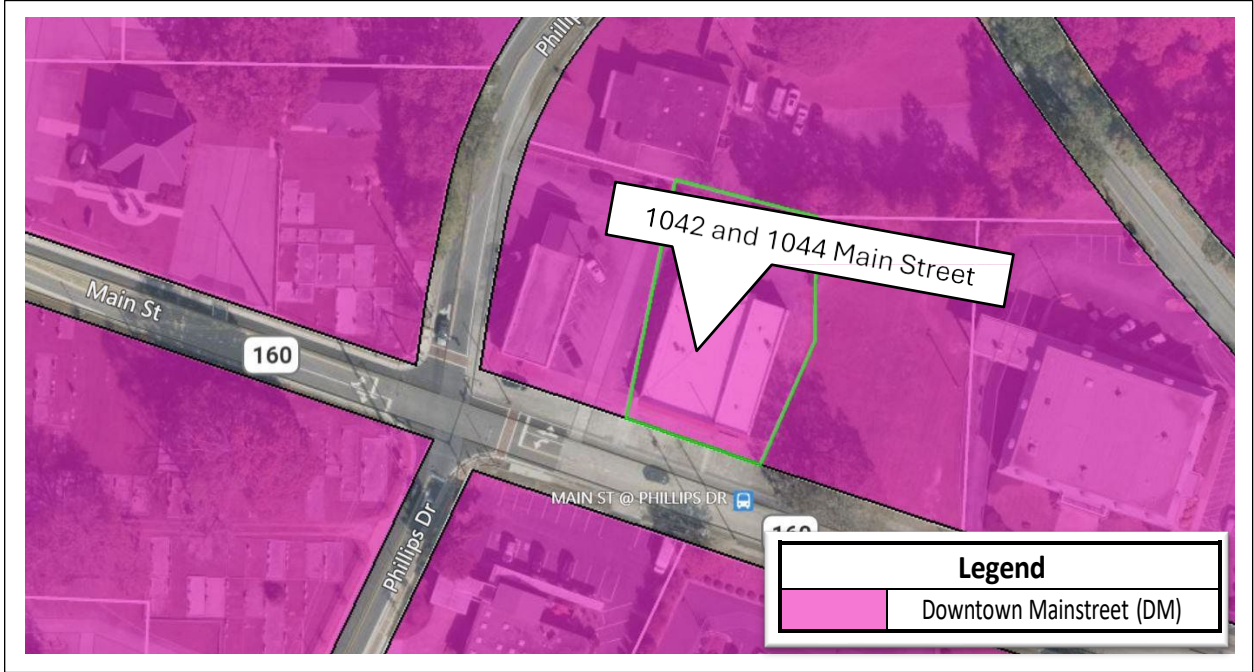 Phillip
1042 and 1044 Main Street
Main St
160
MAIN ST @ PHILLIPS DR
Phillips Dr
160
Legend
Downtown Mainstreet (DM)